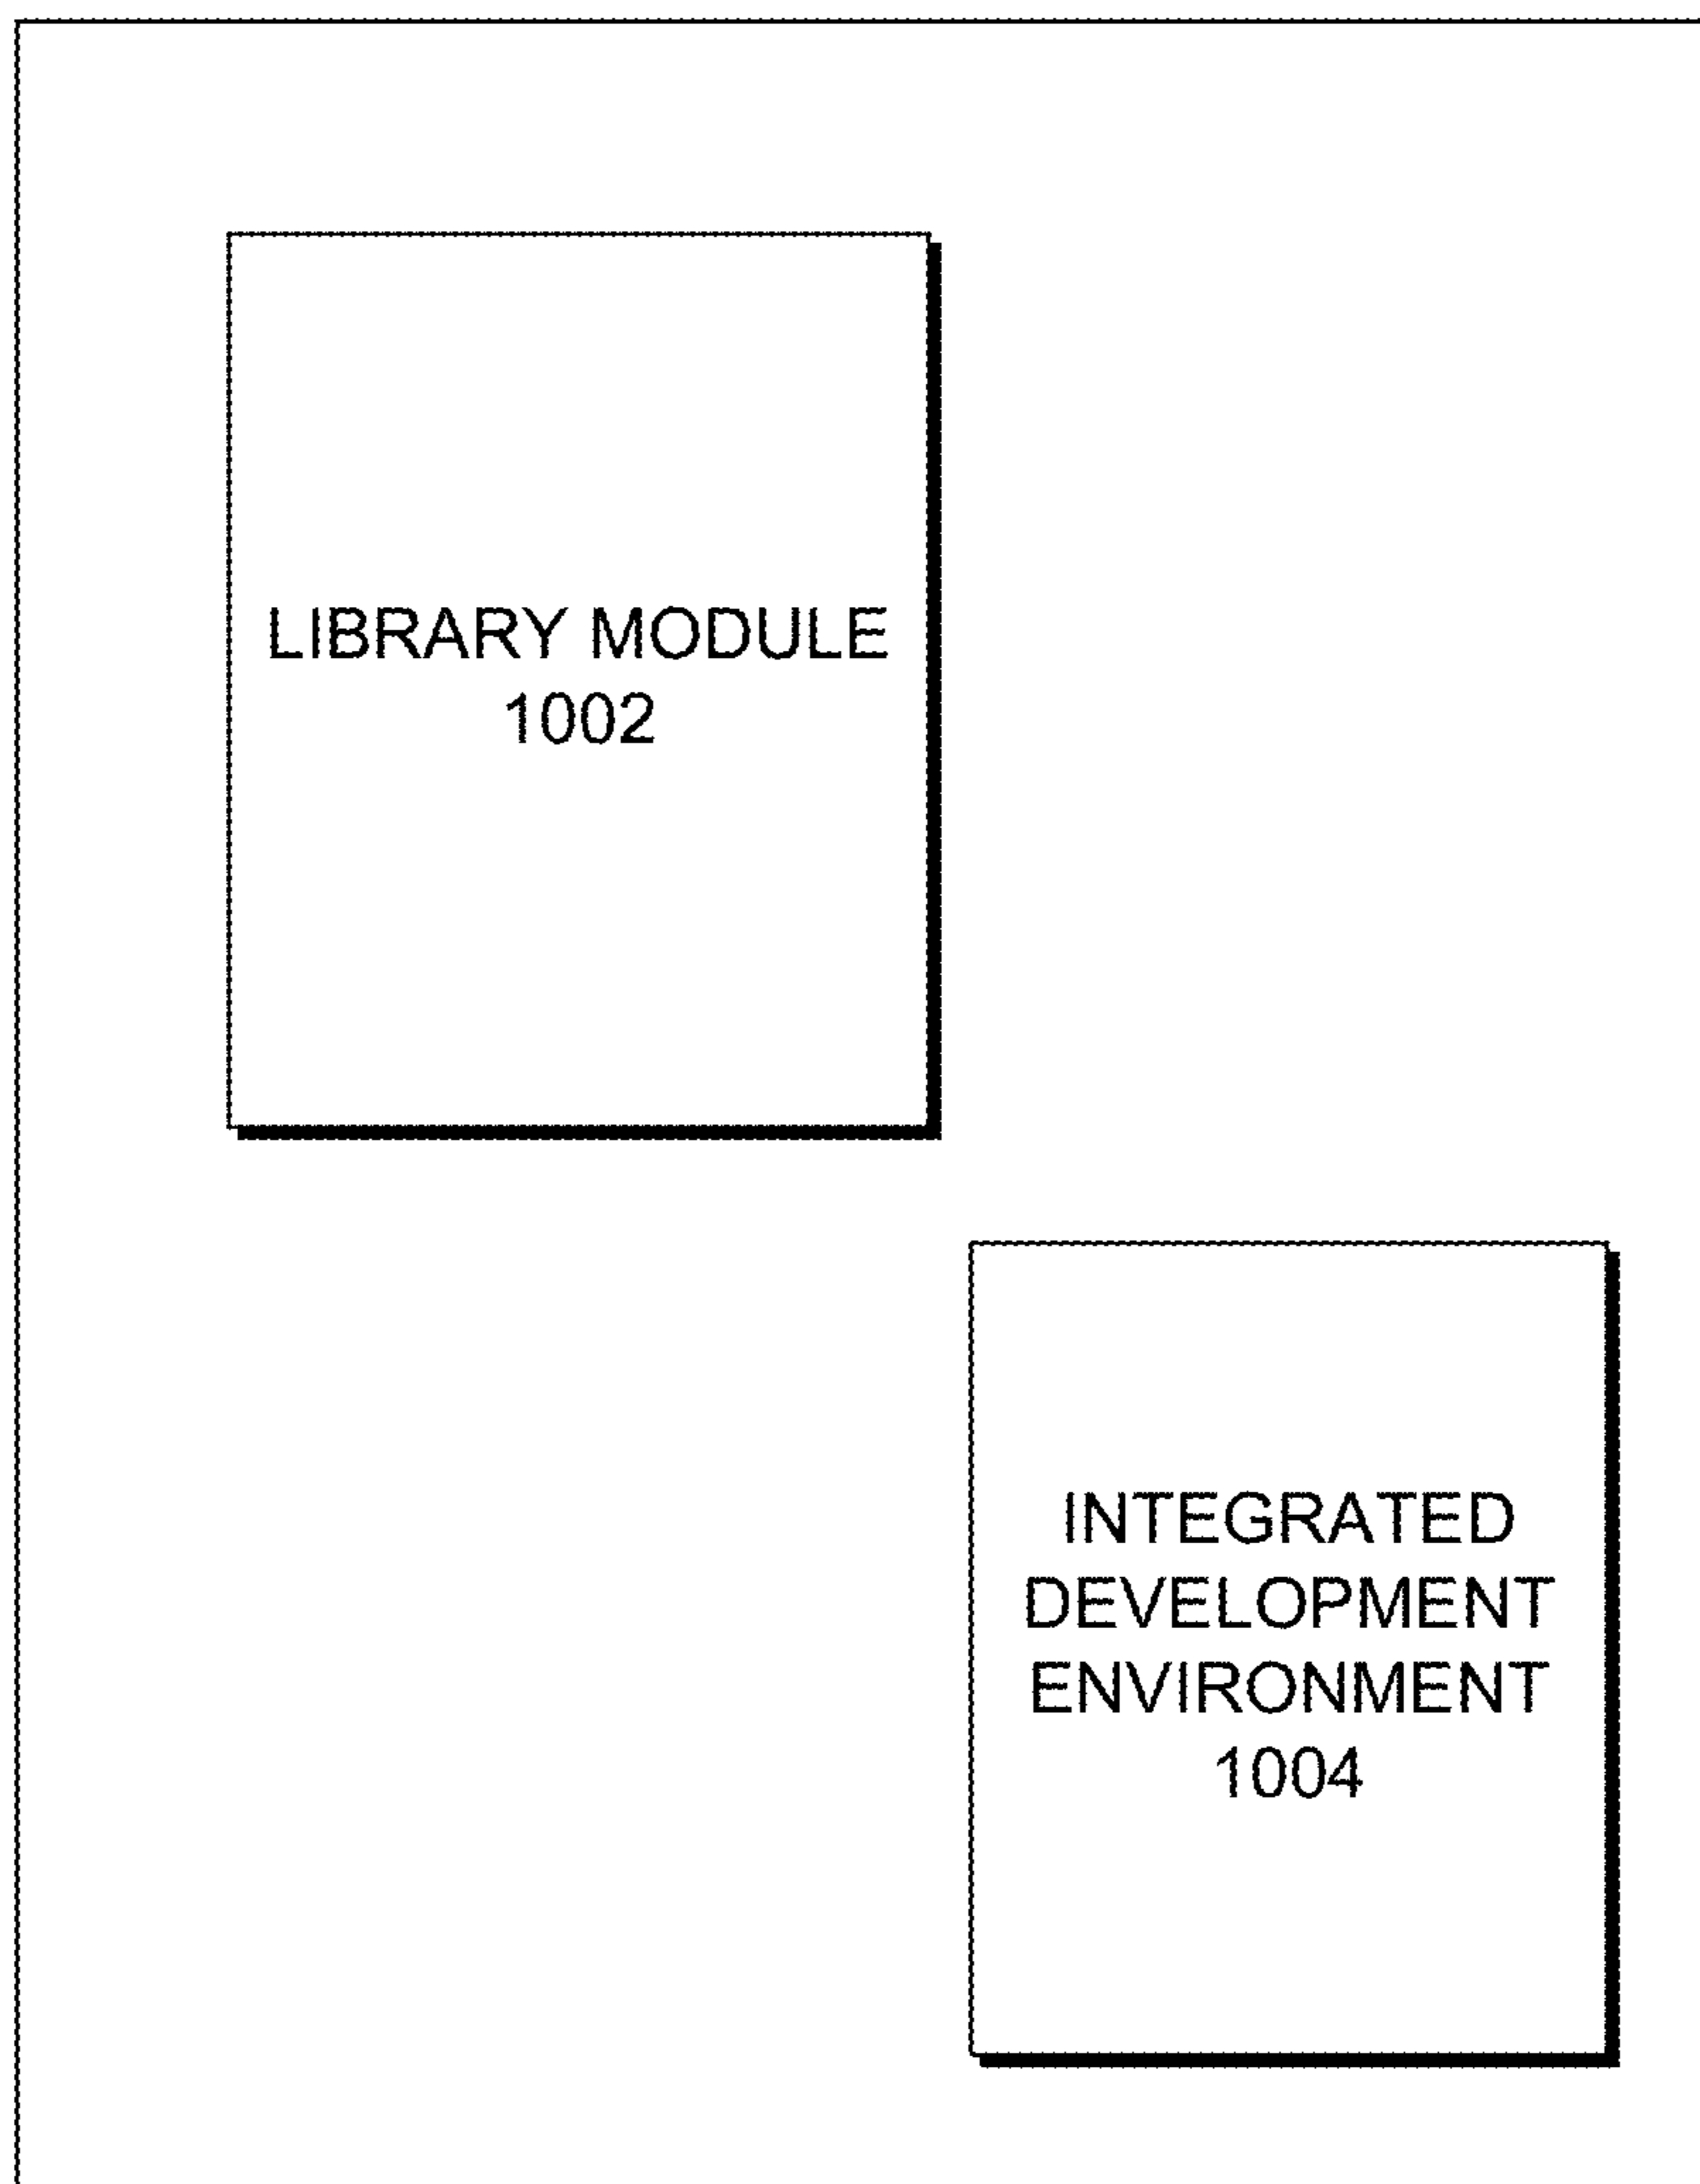 LIBRARY MODULE
1002
INTEGRATED
DEVELOPMENT
ENVIRONMENT
1004